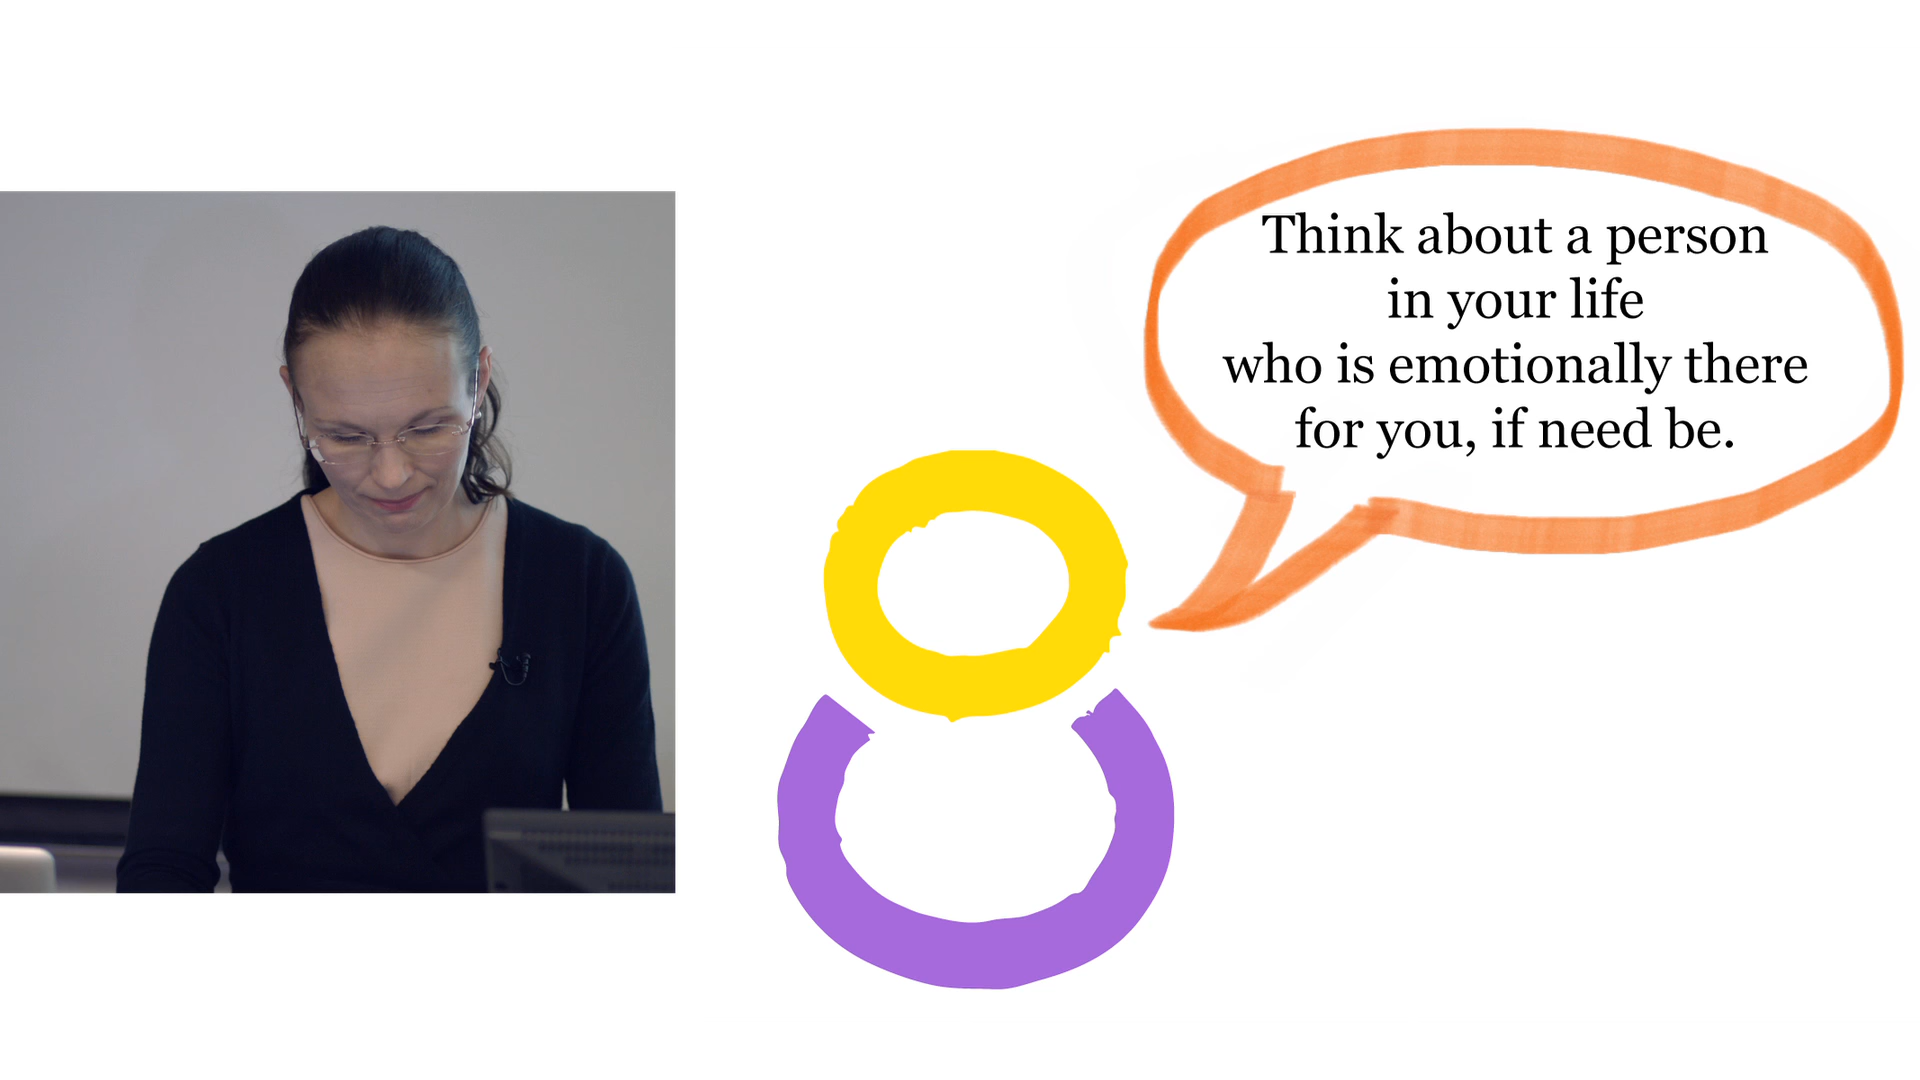 Think about a person
in your life
who is emotionally there
for you, if need be.